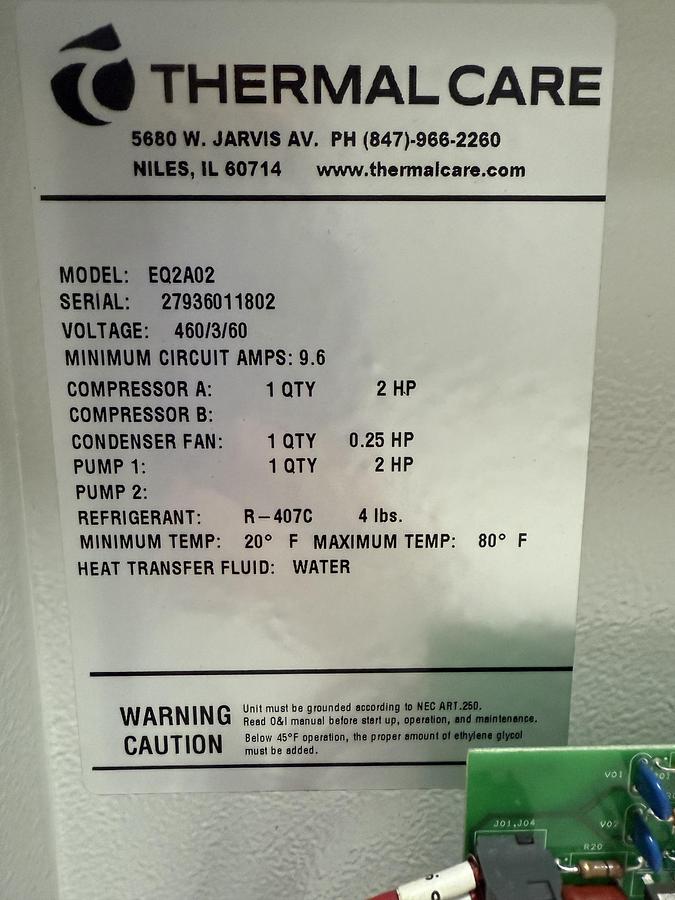 THERMAL CARE
5680 W. JARVIS AV. PH (847)-966-2260
NILES, IL 60714 www.thermalcare.com
MODEL: EQ2A02
SERIAL: 27936011802
VOLTAGE: 460/3/60
MINIMUM CIRCUIT AMPS: 9.6
COMPRESSOR A: 1 QTY 2 HP
COMPRESSOR B:
CONDENSER FAN: 1 QTY 0.25 HP
PUMP 1: 1 QTY 2 HP
PUMP 2:
REFRIGERANT: R-407C 4 lbs.
MINIMUM TEMP: 20° F MAXIMUM TEMP: 80° F
HEAT TRANSFER FLUID: WATER
WARNING Unit must be grounded according to NEC ART.250.
Read O&I manual before start up, operation, and maintenance.
CAUTION Below 45°F operation, the proper amount of ethylene glycol
must be added.
VO1
VO2
JO1,JO4
R20